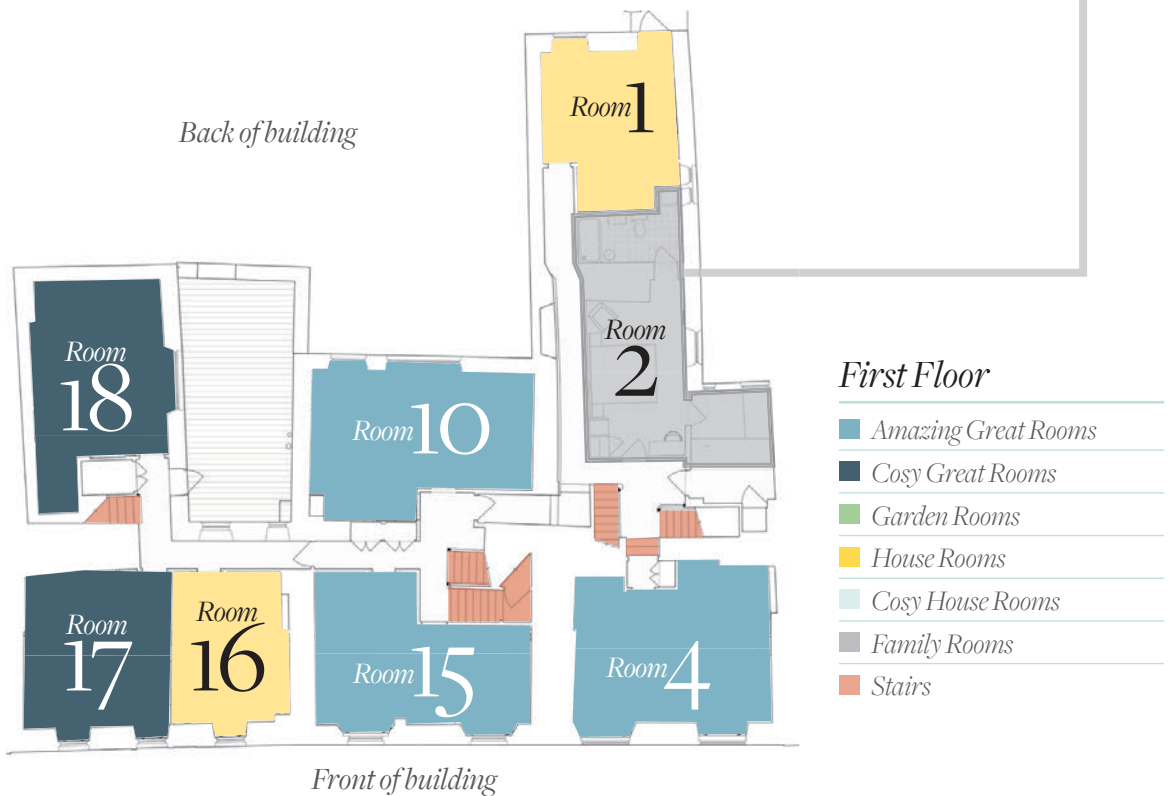 Room 1
Back of building
Room
2
Room
18
Room 10
First Floor
Amazing Great Rooms
Cosy Great Rooms
Garden Rooms
House Rooms
Cosy House Rooms
Family Rooms
Stairs
Room
17
Room
16
Room 15
Room 4
Front of building